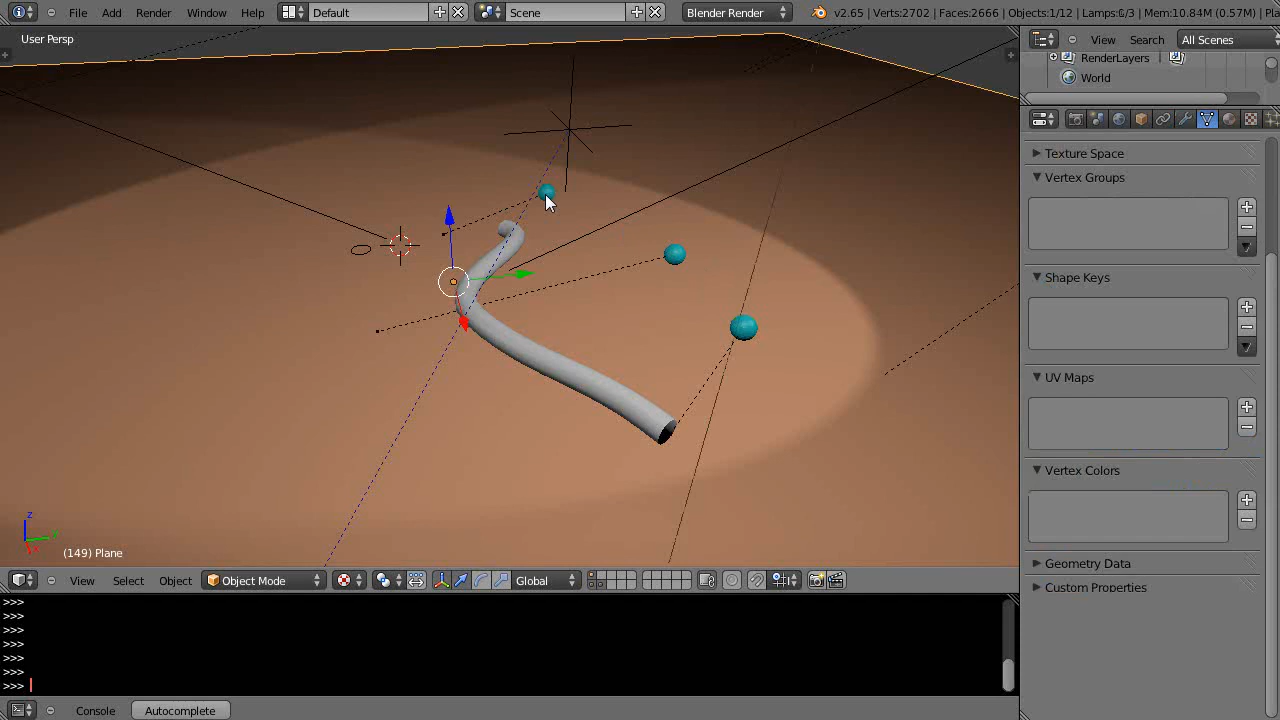 File Add Render Window Help Default Scene Blender Render v2.65 | Verts:2702 | Faces:2666 | Objects:1/12 | Lamps:0/3 | Mem:10.84M (0.57M) | Pla
User Persp
View Search All Scenes
RenderLayers
World
Texture Space
Vertex Groups
Shape Keys
UV Maps
Vertex Colors
Geometry Data
Custom Properties
z
y
x
(149) Plane
View Select Object Object Mode Global
>>>
>>>
>>>
>>>
>>>
>>>
>>>
Console Autocomplete